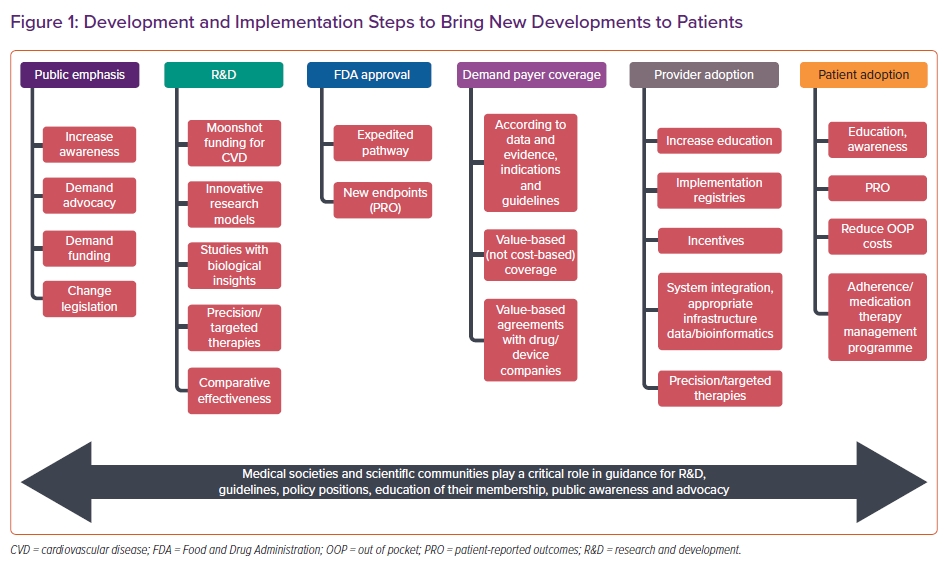 Figure 1: Development and Implementation Steps to Bring New Developments to Patients
Public emphasis
Increase
awareness
Demand
advocacy
Demand
funding
Change
legislation
R&D
Moonshot
funding for
CVD
Innovative
research
models
Studies with
biological
insights
Precision/
targeted
therapies
Comparative
effectiveness
FDA approval
Expedited
pathway
New endpoints
(PRO)
Demand payer coverage
According to
data and
evidence,
indications
and
guidelines
Value-based
(not cost-based)
coverage
Value-based
agreements
with drug/
device
companies
Provider adoption
Increase education
Implementation
registries
Incentives
System integration,
appropriate
infrastructure
data/bioinformatics
Precision/targeted
therapies
Patient adoption
Education,
awareness
PRO
Reduce OOP
costs
Adherence/
medication
therapy
management
programme
Medical societies and scientific communities play a critical role in guidance for R&D,
guidelines, policy positions, education of their membership, public awareness and advocacy
CVD = cardiovascular disease; FDA = Food and Drug Administration; OOP = out of pocket; PRO = patient-reported outcomes; R&D = research and development.